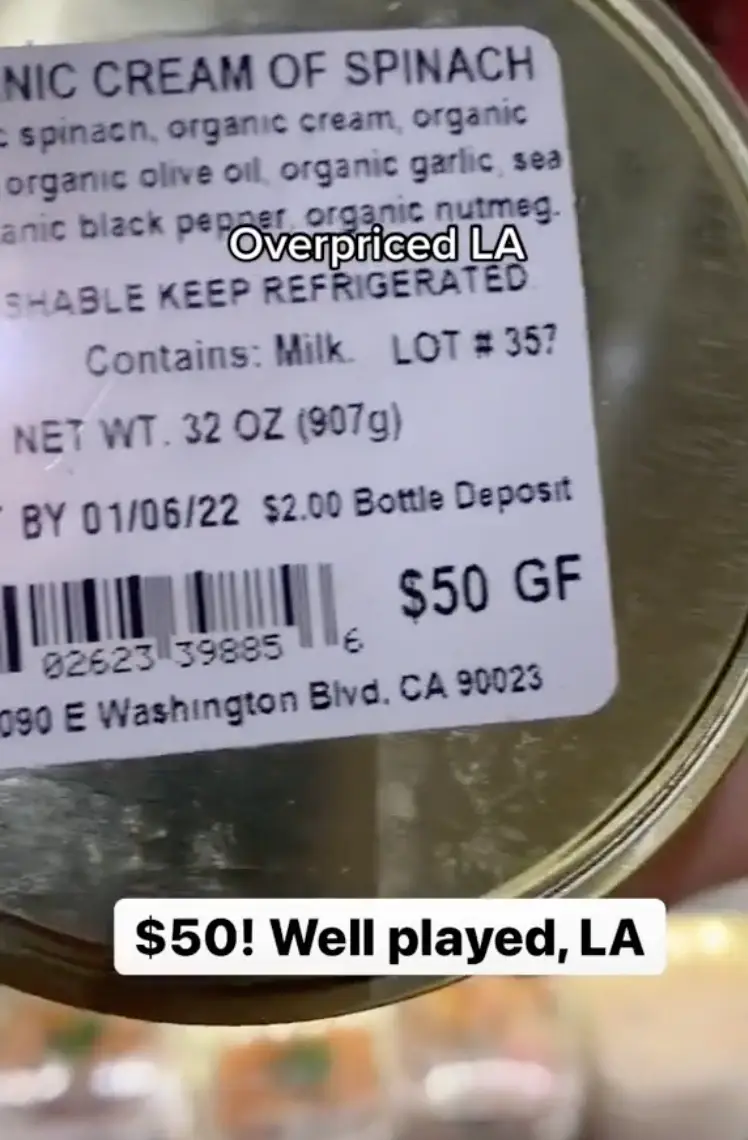 NIC CREAM OF SPINACH
c spinach, organic cream, organic
organic olive oil, organic garlic, sea
anic black pepper, organic nutmeg.
Overpriced LA
SHABLE KEEP REFRIGERATED
Contains: Milk. LOT # 357
NET WT. 32 OZ (907g)
BY 01/06/22 $2.00 Bottle Deposit
$50 GF
02623 39885 6
090 E Washington Blvd, CA 90023
$50! Well played, LA